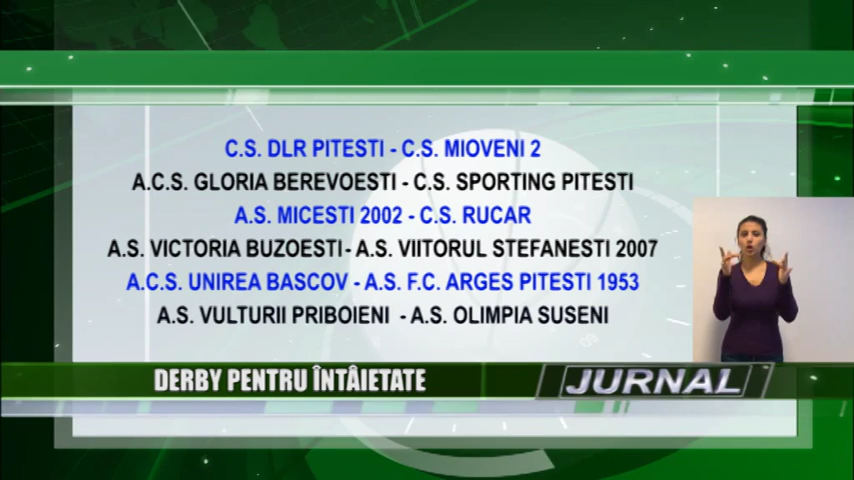 C.S. DLR PITESTI - C.S. MIOVENI 2
A.C.S. GLORIA BEREVOESTI - C.S. SPORTING PITESTI
A.S. MICESTI 2002 - C.S. RUCAR
A.S. VICTORIA BUZOESTI - A.S. VIITORUL STEFANESTI 2007
A.C.S. UNIREA BASCOV - A.S. F.C. ARGES PITESTI 1953
A.S. VULTURII PRIBOIENI - A.S. OLIMPIA SUSENI
DERBY PENTRU ÎNTÂIETATE
JURNAL